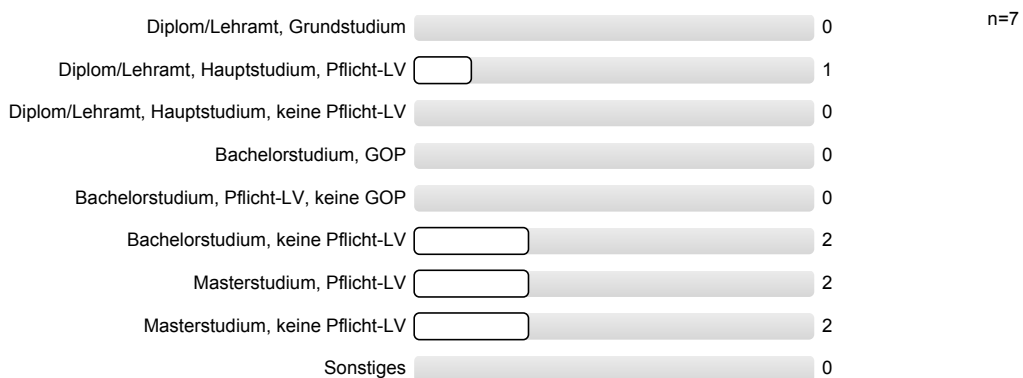 Diplom/Lehramt, Grundstudium 0 n=7
Diplom/Lehramt, Hauptstudium, Pflicht-LV 1
Diplom/Lehramt, Hauptstudium, keine Pflicht-LV 0
Bachelorstudium, GOP 0
Bachelorstudium, Pflicht-LV, keine GOP 0
Bachelorstudium, keine Pflicht-LV 2
Masterstudium, Pflicht-LV 2
Masterstudium, keine Pflicht-LV 2
Sonstiges 0